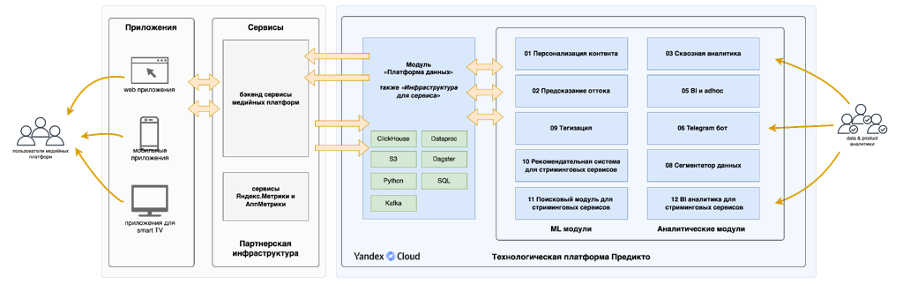 Приложения
Сервисы
web приложения
мобильные
приложения
приложения для
smart TV
пользователи медийных
платформ
бэкенд сервисы
медийных платформ
сервисы
Яндекс.Метрики и
АппМетрики
Партнерская
инфраструктура
Модуль
«Платформа данных»
также «Инфраструктура
для сервиса»
ClickHouse
Dataproc
S3
Dagster
Python
SQL
Kafka
01 Персонализация контента
03 Сквозная аналитика
02 Предсказание оттока
05 BI и adhoc
09 Тегизация
06 Telegram бот
10 Рекомендательная система
для стриминговых сервисов
08 Сегментатор данных
11 Поисковый модуль для
стриминговых сервисов
12 BI аналитика для
стриминговых сервисов
ML модули
Аналитические модули
Yandex Cloud
Технологическая платформа Предикто
data & product
аналитики